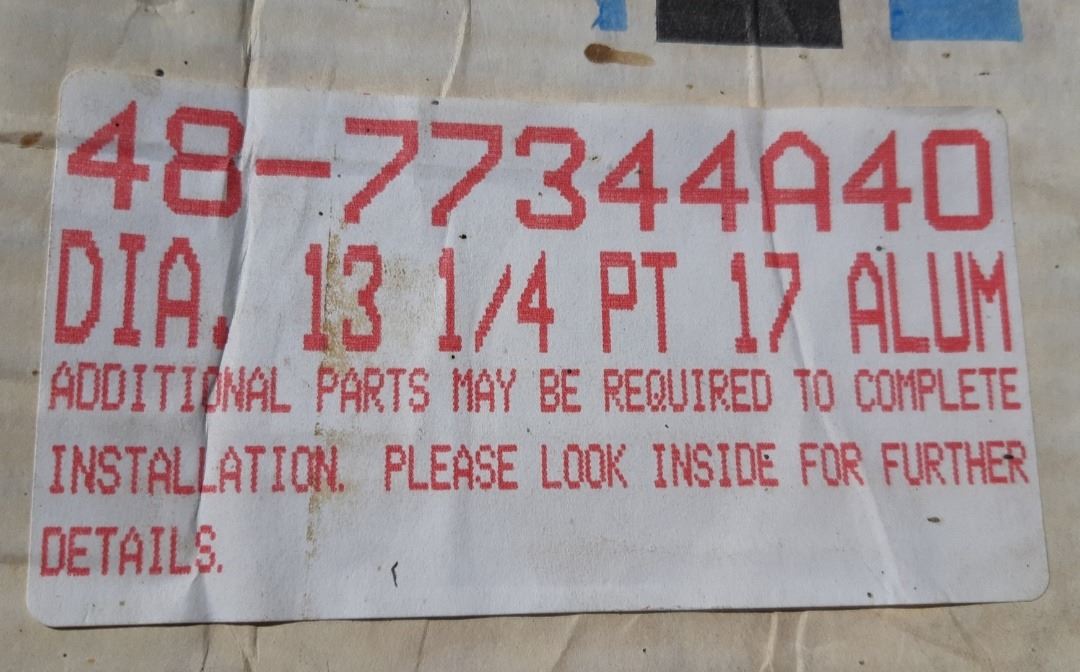 48-77344A40
DIA. 13 1/4 PT 17 ALUM
ADDITIONAL PARTS MAY BE REQUIRED TO COMPLETE
INSTALLATION. PLEASE LOOK INSIDE FOR FURTHER
DETAILS.